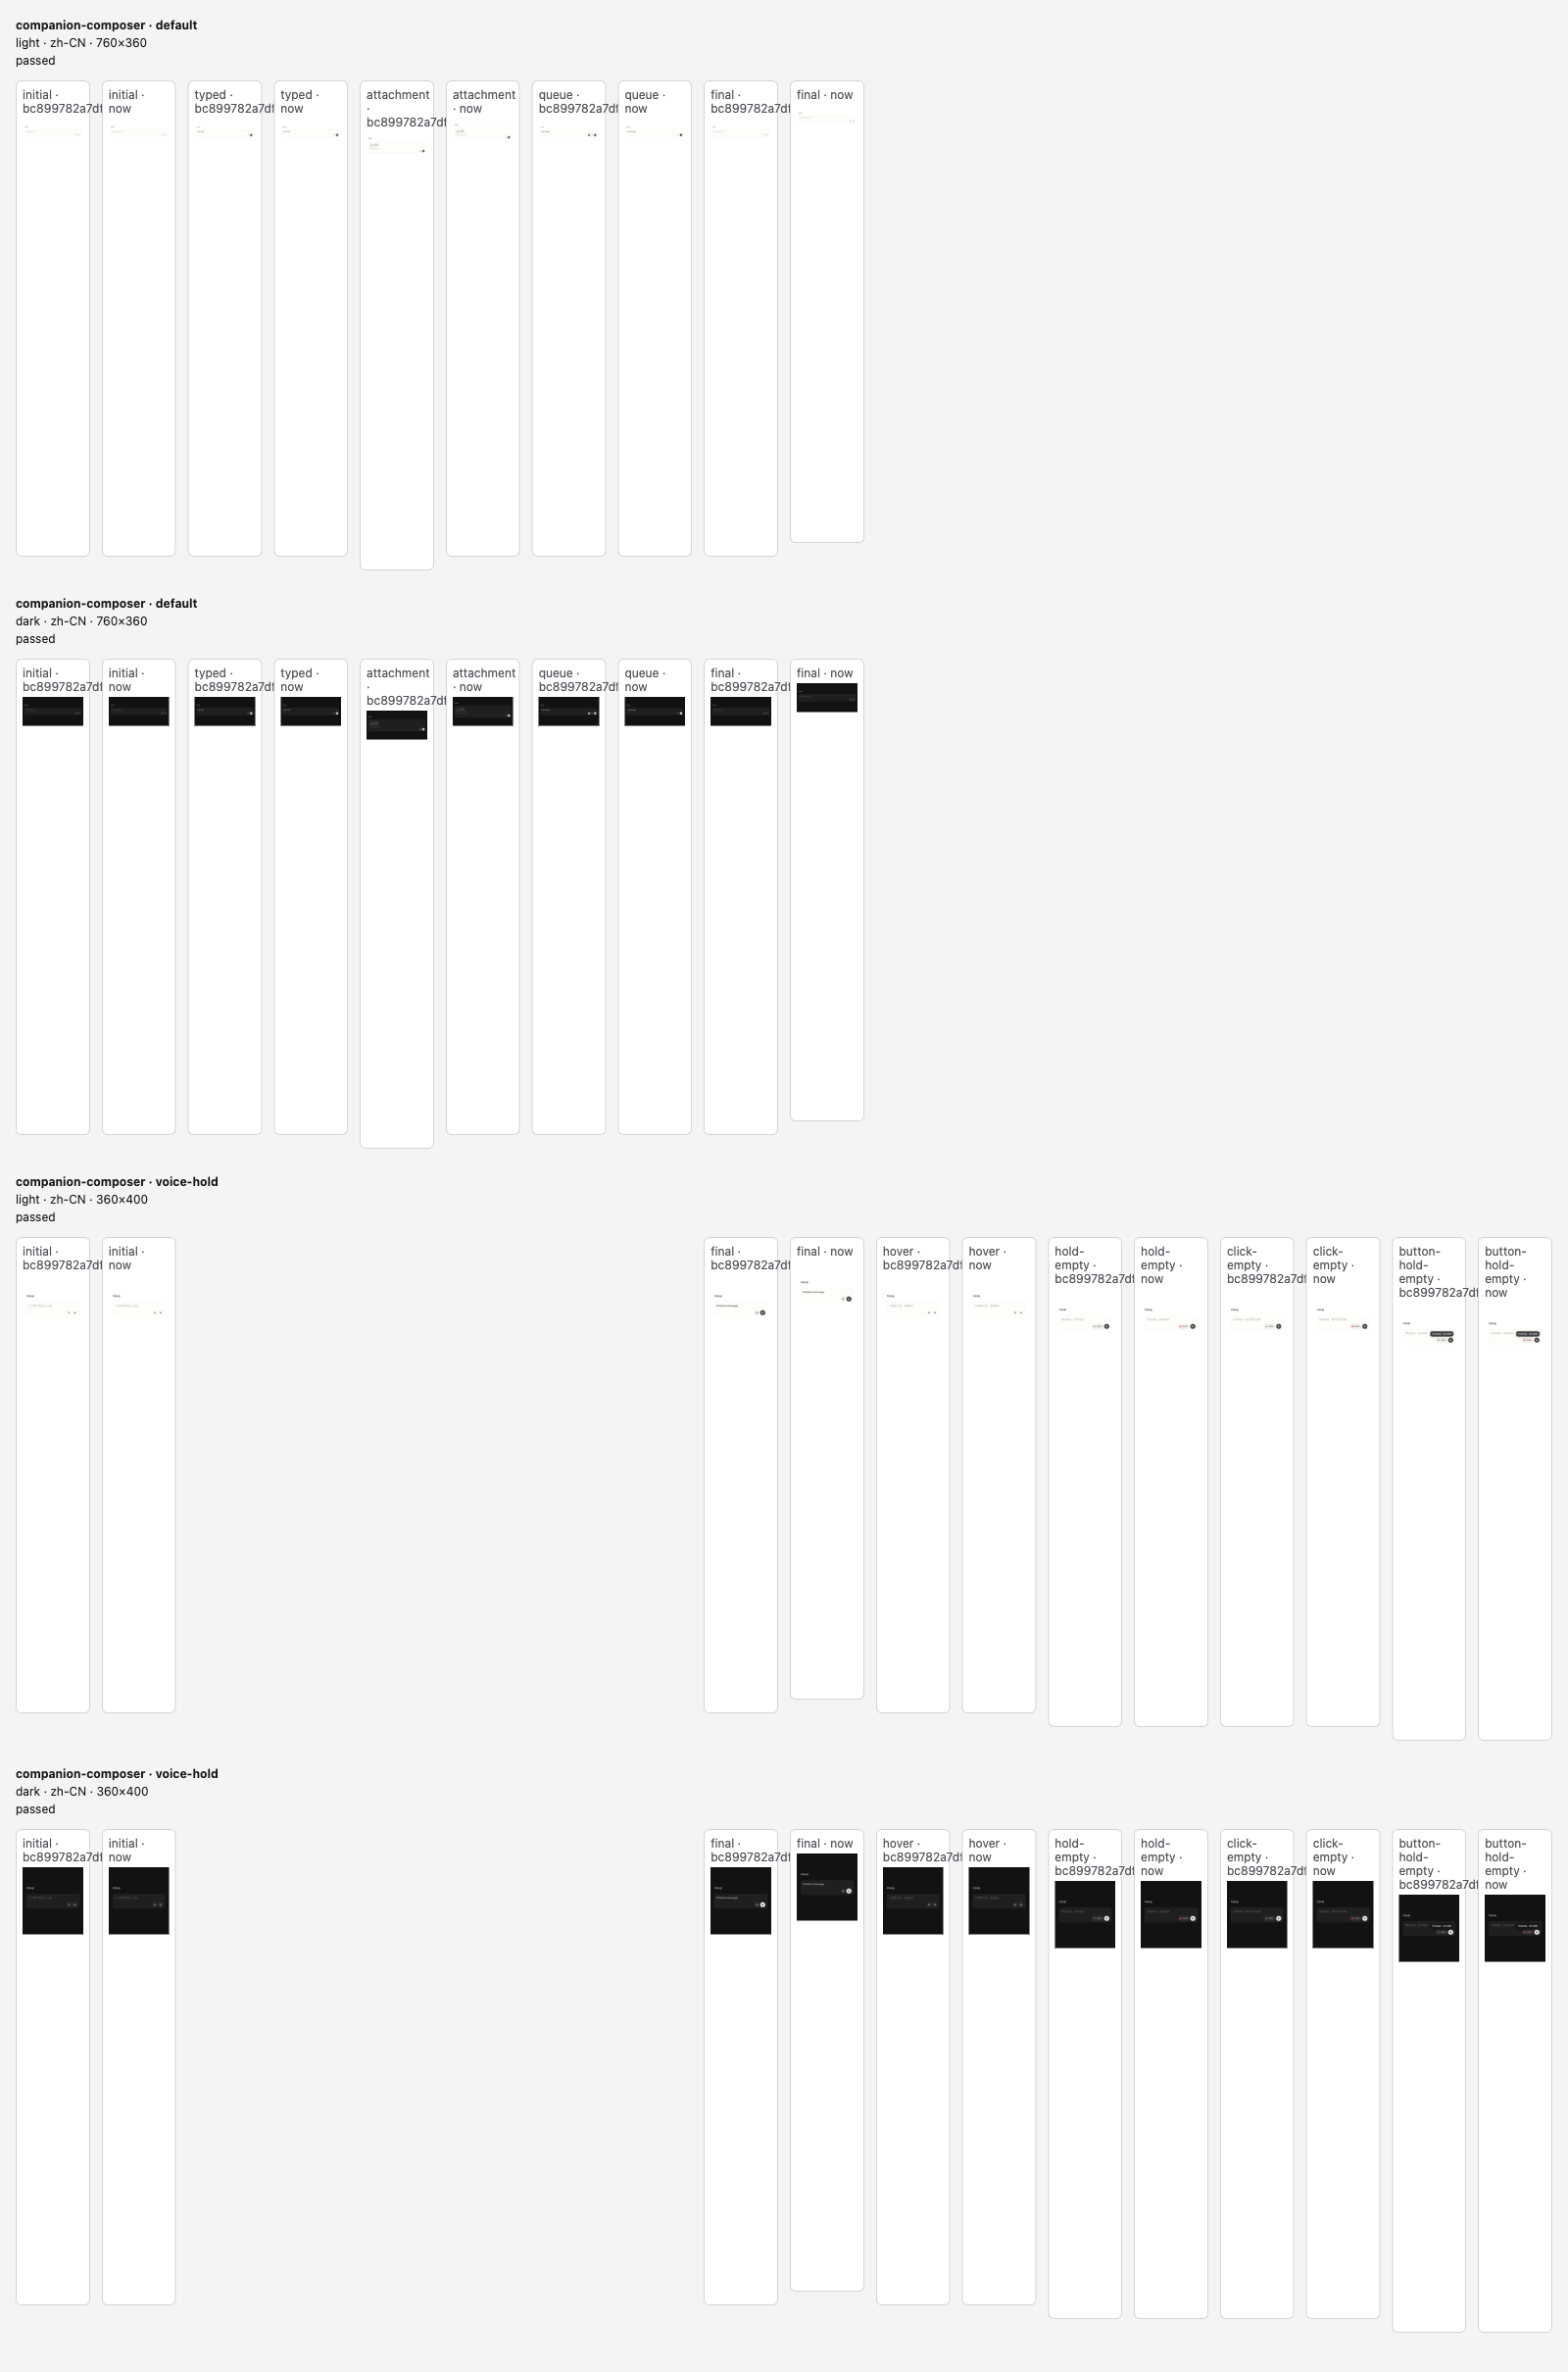 companion-composer · default
light · zh-CN · 760×360
passed
initial ·
bc899782a7df
initial ·
now
typed ·
bc899782a7df
typed ·
now
attachment
·
bc899782a7df
attachment
· now
queue ·
bc899782a7df
queue ·
now
final ·
bc899782a7df
final · now
companion-composer · default
dark · zh-CN · 760×360
passed
initial ·
bc899782a7df
initial ·
now
typed ·
bc899782a7df
typed ·
now
attachment
·
bc899782a7df
attachment
· now
queue ·
bc899782a7df
queue ·
now
final ·
bc899782a7df
final · now
companion-composer · voice-hold
light · zh-CN · 360×400
passed
initial ·
bc899782a7df
initial ·
now
final ·
bc899782a7df
final · now
hover ·
bc899782a7df
hover ·
now
hold-
empty ·
bc899782a7df
hold-
empty ·
now
click-
empty ·
bc899782a7df
click-
empty ·
now
button-
hold-
empty ·
bc899782a7df
button-
hold-
empty ·
now
companion-composer · voice-hold
dark · zh-CN · 360×400
passed
initial ·
bc899782a7df
initial ·
now
final ·
bc899782a7df
final · now
hover ·
bc899782a7df
hover ·
now
hold-
empty ·
bc899782a7df
hold-
empty ·
now
click-
empty ·
bc899782a7df
click-
empty ·
now
button-
hold-
empty ·
bc899782a7df
button-
hold-
empty ·
now